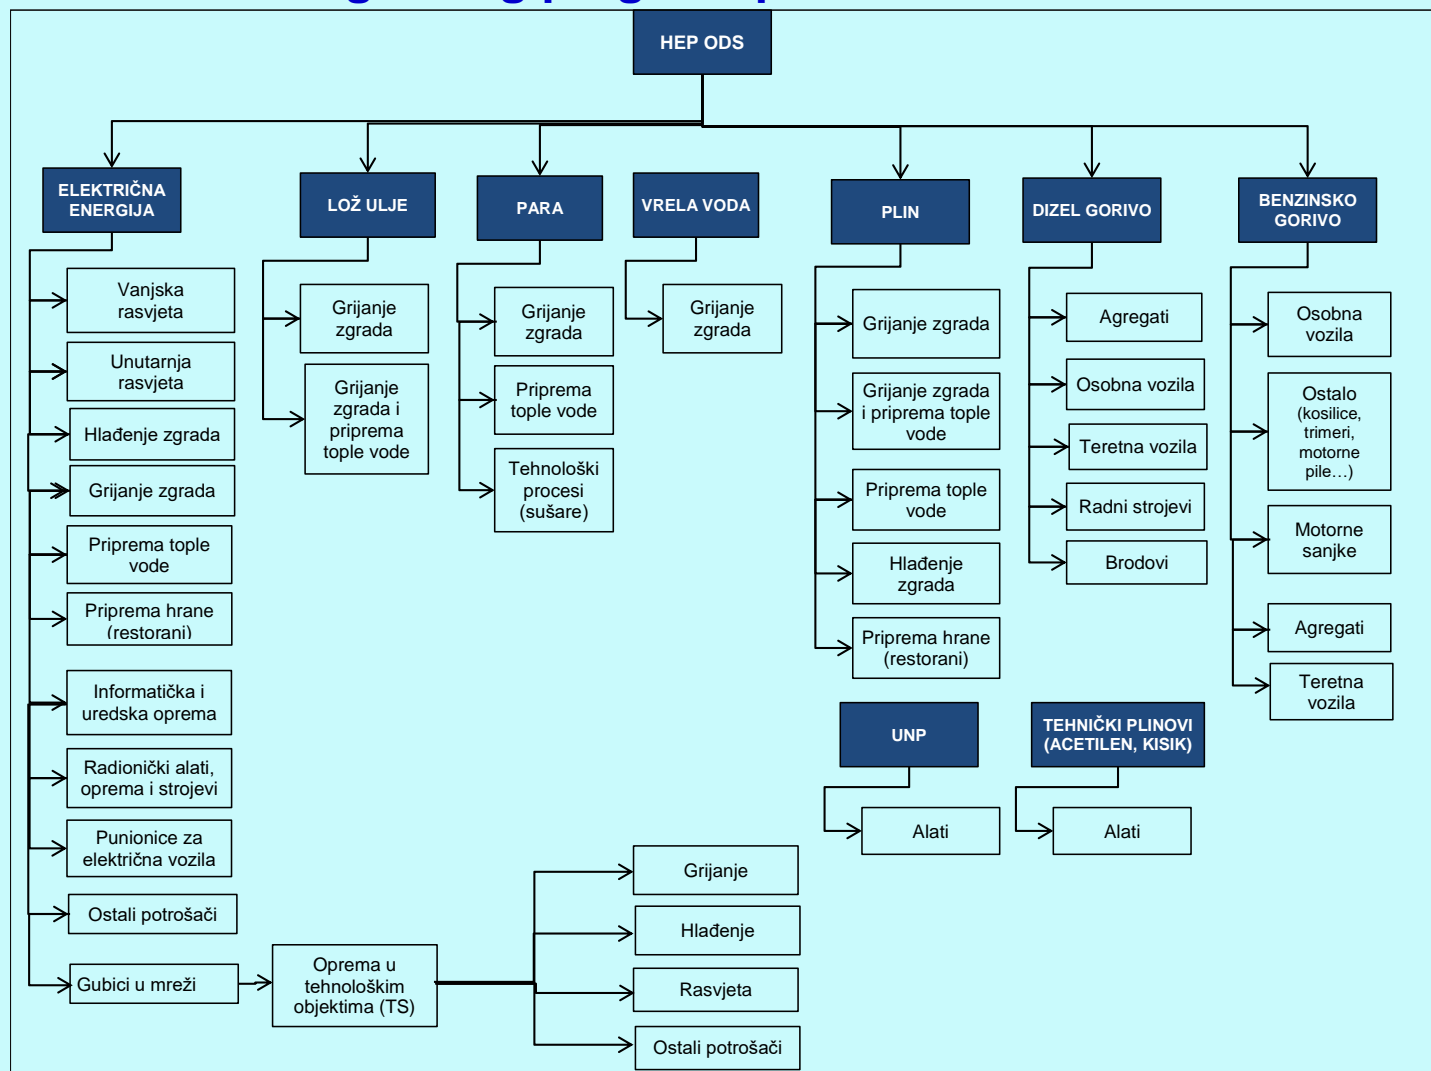 HEP ODS
ELEKTRIČNA
ENERGIJA
Vanjska
rasvjeta
Unutarnja
rasvjeta
Hlađenje zgrada
Grijanje zgrada
Priprema tople
vode
Priprema hrane
(restorani)
Informatička i
uredska oprema
Radionički alati,
oprema i strojevi
Punionice za
električna vozila
Ostali potrošači
Gubici u mreži
Oprema u
tehnološkim
objektima (TS)
Grijanje
Hlađenje
Rasvjeta
Ostali potrošači
LOŽ ULJE
Grijanje
zgrada
Grijanje
zgrada i
priprema
tople vode
PARA
Grijanje
zgrada
Priprema
tople vode
Tehnološki
procesi
(sušare)
VRELA VODA
Grijanje
zgrada
PLIN
Grijanje zgrada
Grijanje zgrada
i priprema tople
vode
Priprema tople
vode
Hlađenje
zgrada
Priprema hrane
(restorani)
DIZEL GORIVO
Agregati
Osobna vozila
Teretna vozila
Radni strojevi
Brodovi
BENZINSKO
GORIVO
Osobna
vozila
Ostalo
(kosilice,
trimeri,
motorne
pile…)
Motorne
sanjke
Agregati
Teretna
vozila
UNP
Alati
TEHNIČKI PLINOVI
(ACETILEN, KISIK)
Alati